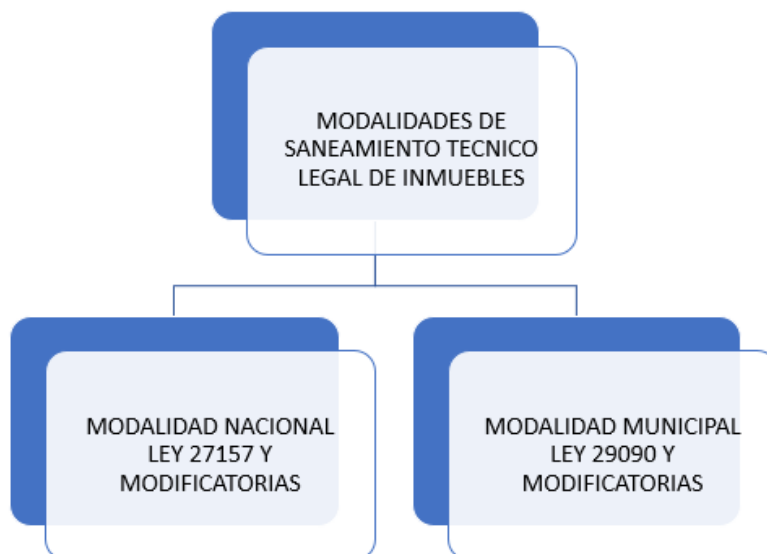 MODALIDADES DE
SANEAMIENTO TECNICO
LEGAL DE INMUEBLES
MODALIDAD NACIONAL
LEY 27157 Y
MODIFICATORIAS
MODALIDAD MUNICIPAL
LEY 29090 Y
MODIFICATORIAS